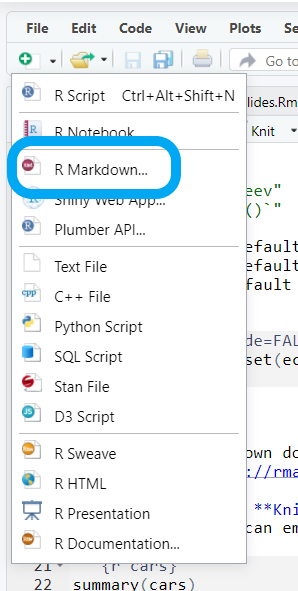 File Edit Code View Plots Sessi
Go to
R Script Ctrl+Alt+Shift+N
lides.Rm
R Notebook
Knit
R Markdown...
Shiny Web App...
eev"
()`"
Plumber API...
efault
Text File
efault
C++ File
efault
Python Script
de=FAL
SQL Script
set(ec
Stan File
D3 Script
R Sweave
own do
R HTML
://rma
R Presentation
**Kni
can em
R Documentation...
21 {r cars}
22 summary(cars)